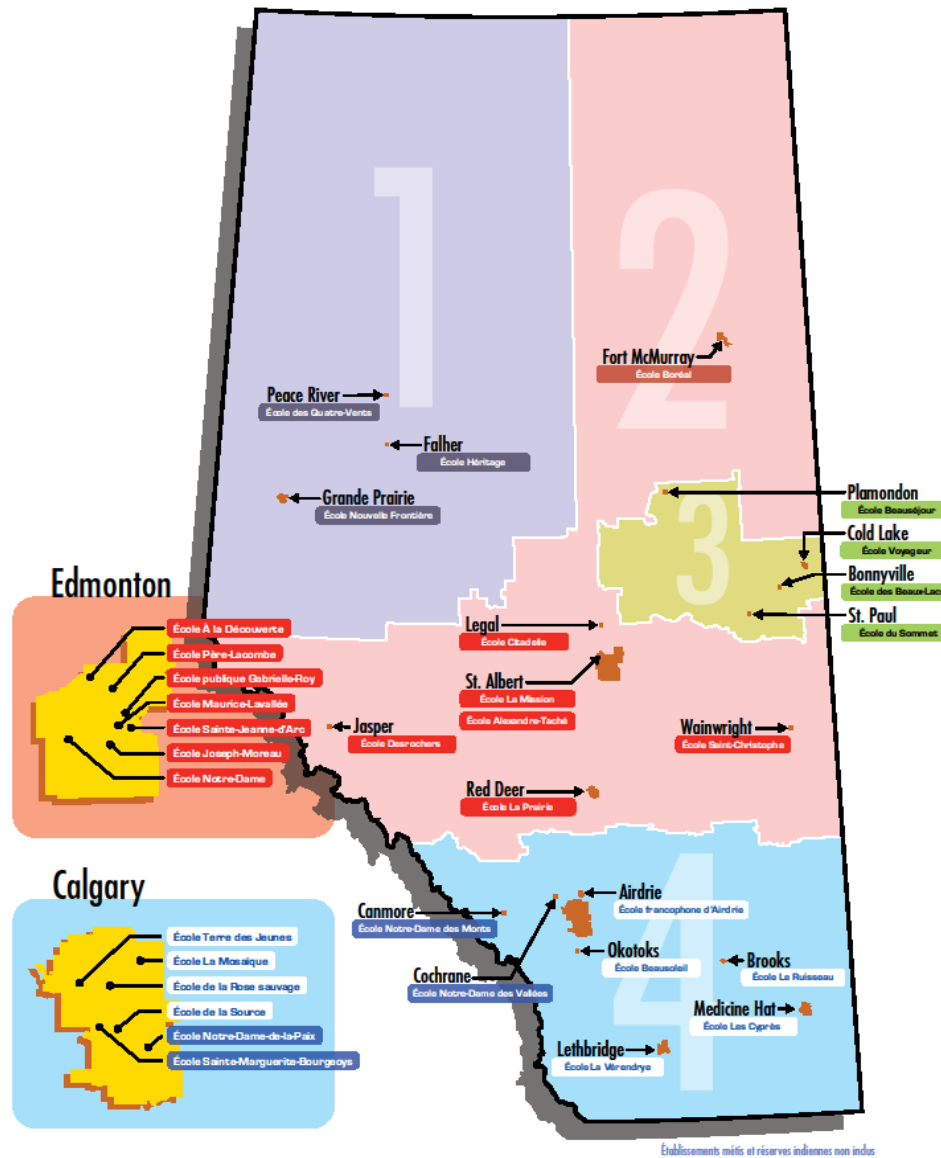 1
2
3
4
Fort McMurray
École Boréal
Peace River
École des Quatre-Vents
Falher
École Héritage
Grande Prairie
École Nouvelle Frontière
Plamondon
École Beauséjour
Cold Lake
École Voyageur
Bonnyville
École des Beaux-Lacs
St. Paul
École du Sommet
Edmonton
École À la Découverte
École Père-Lacombe
École publique Gabrielle-Roy
École Maurice-Lavallée
École Sainte-Jeanne-d'Arc
École Joseph-Moreau
École Notre-Dame
Legal
École Citadelle
St. Albert
École La Mission
École Alexandre-Taché
Jasper
École Desrochers
Wainwright
École Saint-Christophe
Red Deer
École La Prairie
Calgary
École Terre des Jeunes
École La Mosaique
École de la Rose sauvage
École de la Source
École Notre-Dame-de-la-Paix
École Sainte-Marguerite-Bourgeoys
Canmore
École Notre-Dame des Monts
Cochrane
École Notre-Dame des Vallées
Airdrie
École francophone d'Airdrie
Okotoks
École Beausoleil
Brooks
École Le Ruisseau
Medicine Hat
École Les Cyprès
Lethbridge
École La Vérendrye
Établissements métis et réserves indiennes non inclus